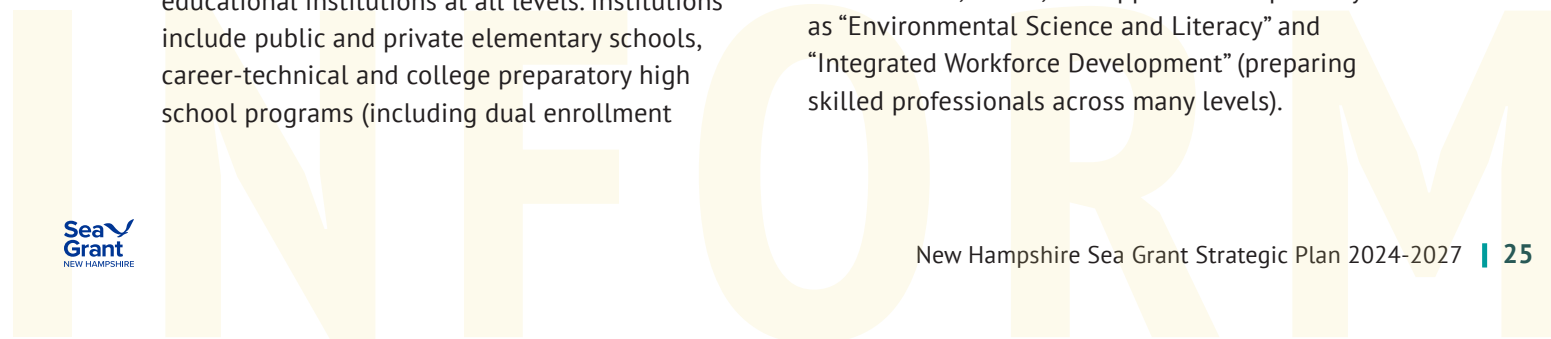 educational institutions at all levels. Institutions
include public and private elementary schools,
career-technical and college preparatory high
school programs (including dual enrollment
as “Environmental Science and Literacy” and
“Integrated Workforce Development” (preparing
skilled professionals across many levels).
INFORM
Sea
Grant
NEW HAMPSHIRE
New Hampshire Sea Grant Strategic Plan 2024-2027 | 25